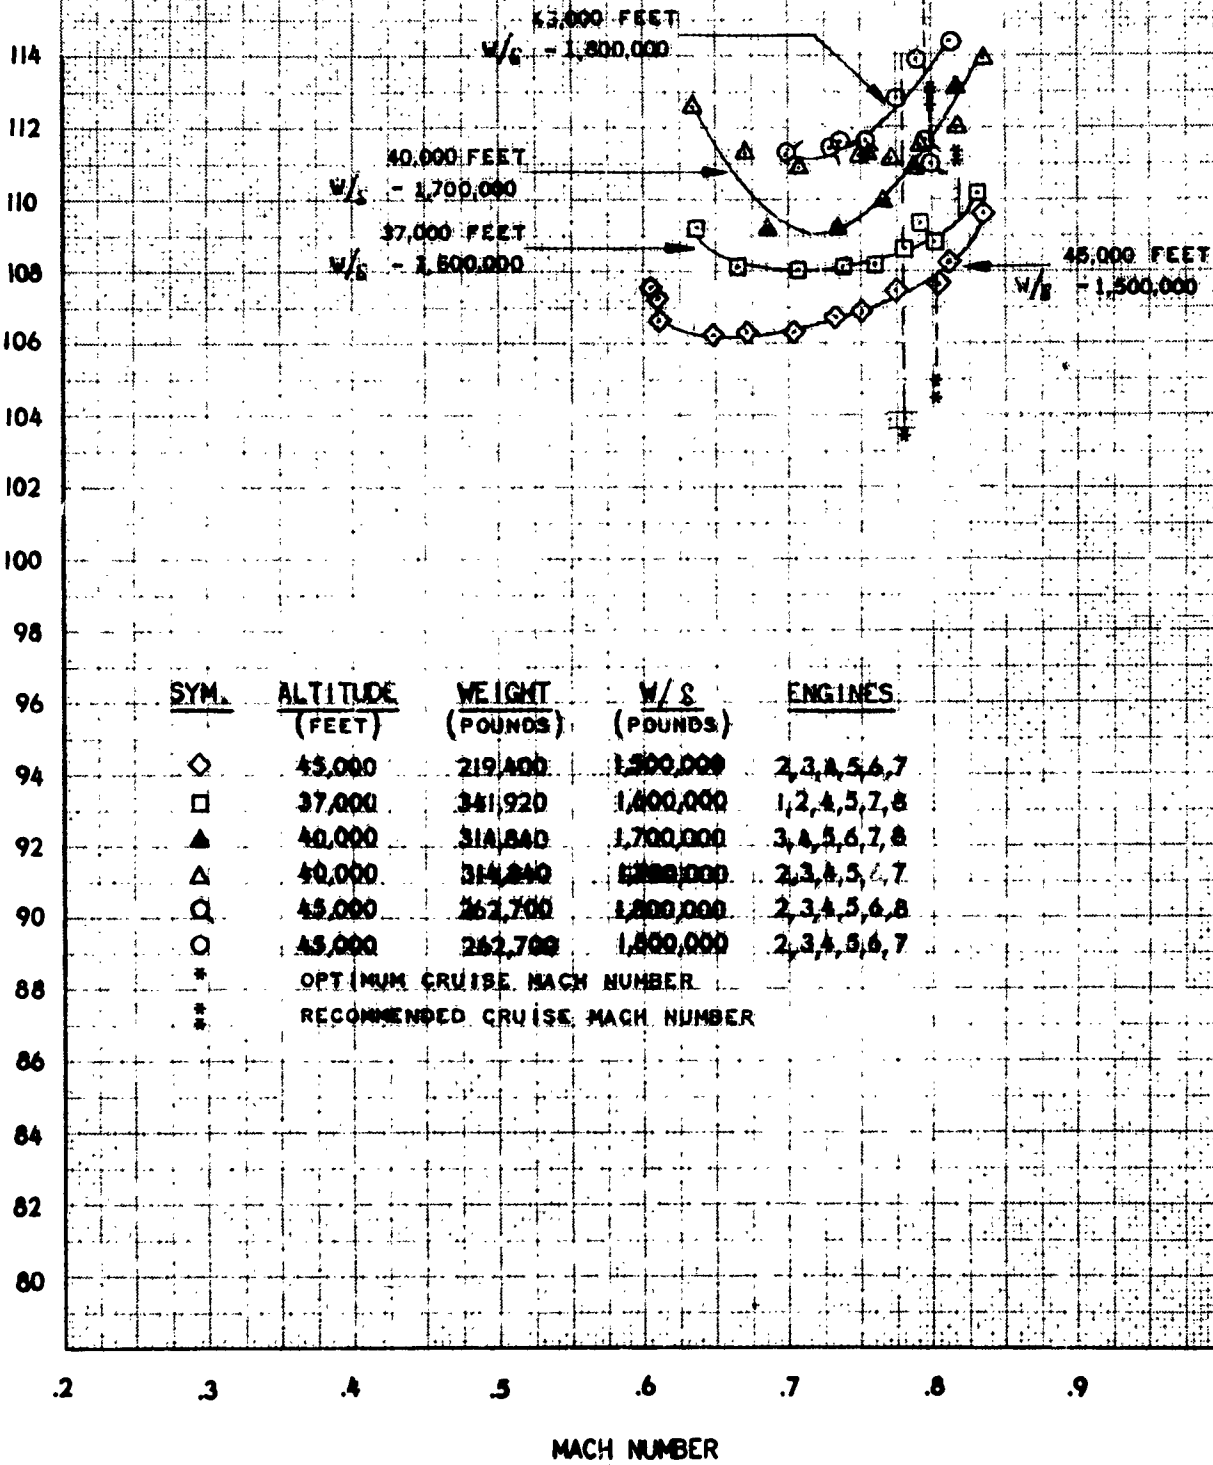 114
112
110
108
106
104
102
100
98
96
94
92
90
88
86
84
82
80
FEET
W/δ - 1,800,000
40,000 FEET
W/δ - 1,700,000
37,000 FEET
W/δ - 1,600,000
45,000 FEET
W/δ - 1,500,000
SYM. ALTITUDE WEIGHT W/δ ENGINES
(FEET) (POUNDS) (POUNDS)
◇ 45,000 219,400 1,500,000 2,3,4,5,6,7
□ 37,000 341,920 1,600,000 1,2,4,5,7,8
▲ 40,000 314,840 1,700,000 3,4,5,6,7,8
△ 40,000 314,840 2,3,4,5,6,7
45,000 262,700 1,800,000 2,3,4,5,6,8
○ 45,000 262,700 1,800,000 2,3,4,5,6,7
* OPTIMUM CRUISE MACH NUMBER
** RECOMMENDED CRUISE MACH NUMBER
.2 .3 .4 .5 .6 .7 .8 .9
MACH NUMBER